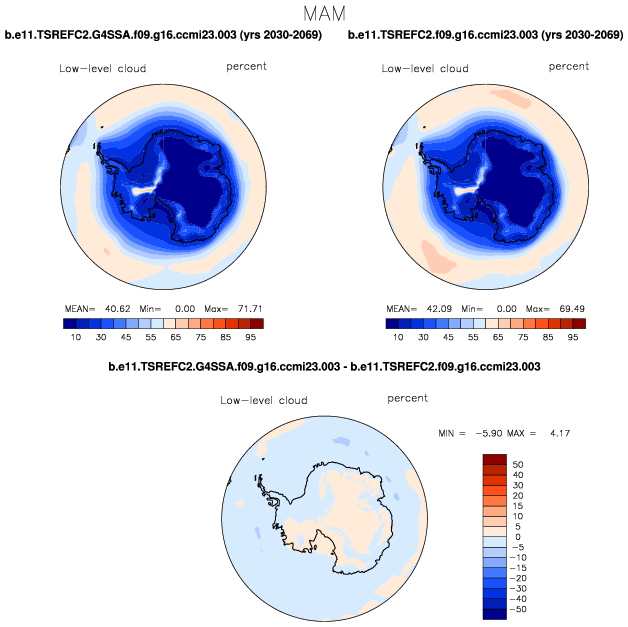 MAM
b.e11.TSREFC2.G4SSA.f09.g16.ccmi23.003 (yrs 2030-2069)
b.e11.TSREFC2.f09.g16.ccmi23.003 (yrs 2030-2069)
Low-level cloud percent
Low-level cloud percent
MEAN= 40.62 Min= 0.00 Max= 71.71
MEAN= 42.09 Min= 0.00 Max= 69.49
10 30 45 55 65 75 85 95
10 30 45 55 65 75 85 95
b.e11.TSREFC2.G4SSA.f09.g16.ccmi23.003 - b.e11.TSREFC2.f09.g16.ccmi23.003
Low-level cloud percent
MIN = -5.90 MAX = 4.17
50
40
30
20
15
10
5
0
-5
-10
-15
-20
-30
-40
-50